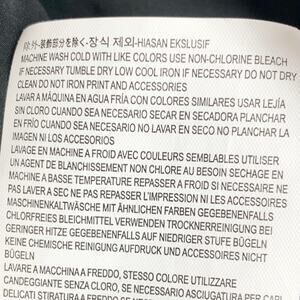 除外-装飾部分を除く-장식 제외-HIASAN EKSLUSIF
MACHINE WASH COLD WITH LIKE COLORS USE NON-CHLORINE BLEACH
IF NECESSARY TUMBLE DRY LOW COOL IRON IF NECESSARY DO NOT DRY
CLEAN DO NOT IRON PRINT AND ACCESSORIES
LAVAR A MÁQUINA EN AGUA FRÍA CON COLORES SIMILARES USAR LEJÍA
SIN CLORO CUANDO SEA NECESARIO SECAR EN SECADORA PLANCHAR
EN FRÍO CUANDO SEA NECESARIO NO LAVAR EN SECO NO PLANCHAR LA
IMAGEN NI LOS ACCESORIOS
LAVAGE EN MACHINE A FROID AVEC COULEURS SEMBLABLES UTILISER
UN AGENT DE BLANCHISSEMENT NON CHLORE AU BESOIN SECHAGE EN
MACHINE A BASSE TEMPERATURE REPASSER A FROID SI NECESSAIRE NE
PAS LAVER A SEC NE PAS REPASSER L'IMPRESSION NI LES ACCESSOIRES
MASCHINENKALTWÄSCHE MIT ÄHNLICHEN FARBEN GEGEBENENFALLS
CHLORFREIES BLEICHMITTEL VERWENDEN TROCKNERREINIGUNG BEI
GERINGER HITZE GEGEBENENFALLS AUF NIEDRIGER STUFE BÜGELN
KEINE CHEMISCHE REINIGUNG AUFDRUCK UND ACCESSOIRES NICHT
BÜGELN
LAVARE A MACCHINA A FREDDO, STESSO COLORE UTILIZZARE
CANDEGGIANTE SENZA CLORO, SE NECESSARIO ASCIUGATURA
DELICATI STIRATURA A FREDDO